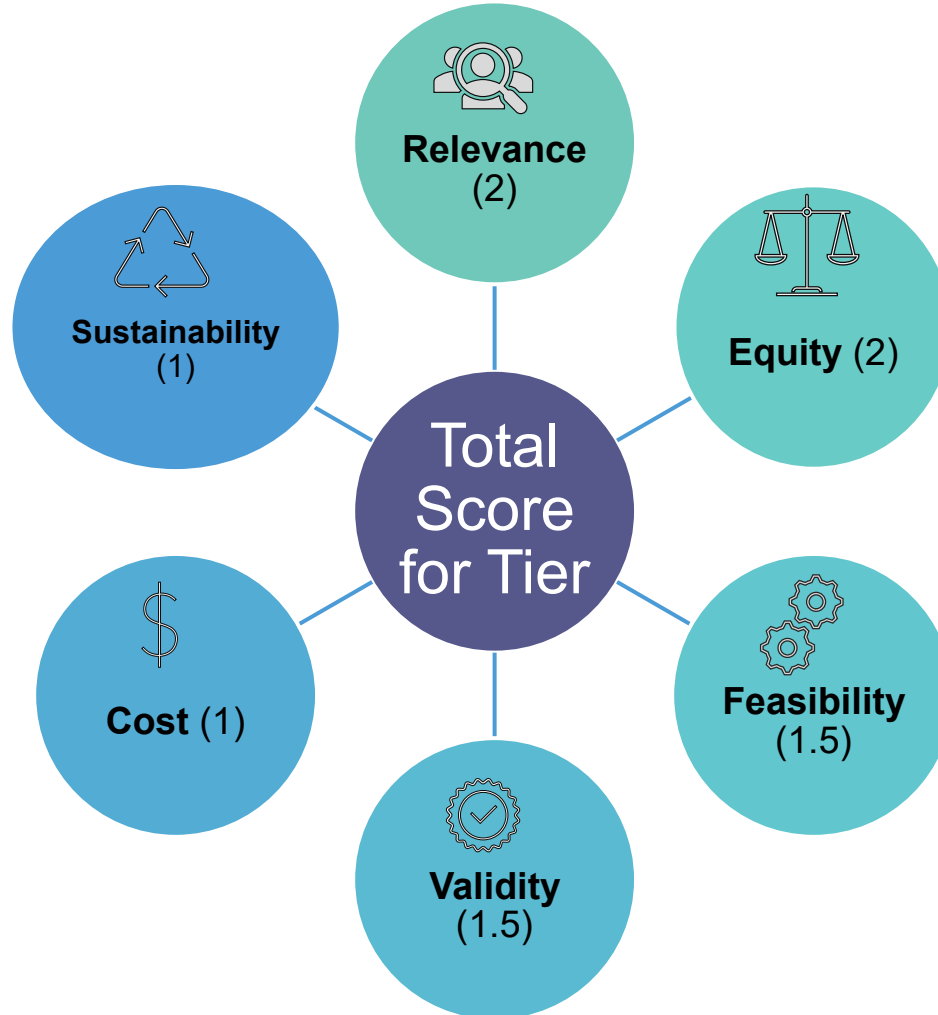 Relevance
(2)
Equity (2)
Feasibility
(1.5)
Validity
(1.5)
Cost (1)
Sustainability
(1)
Total
Score
for Tier